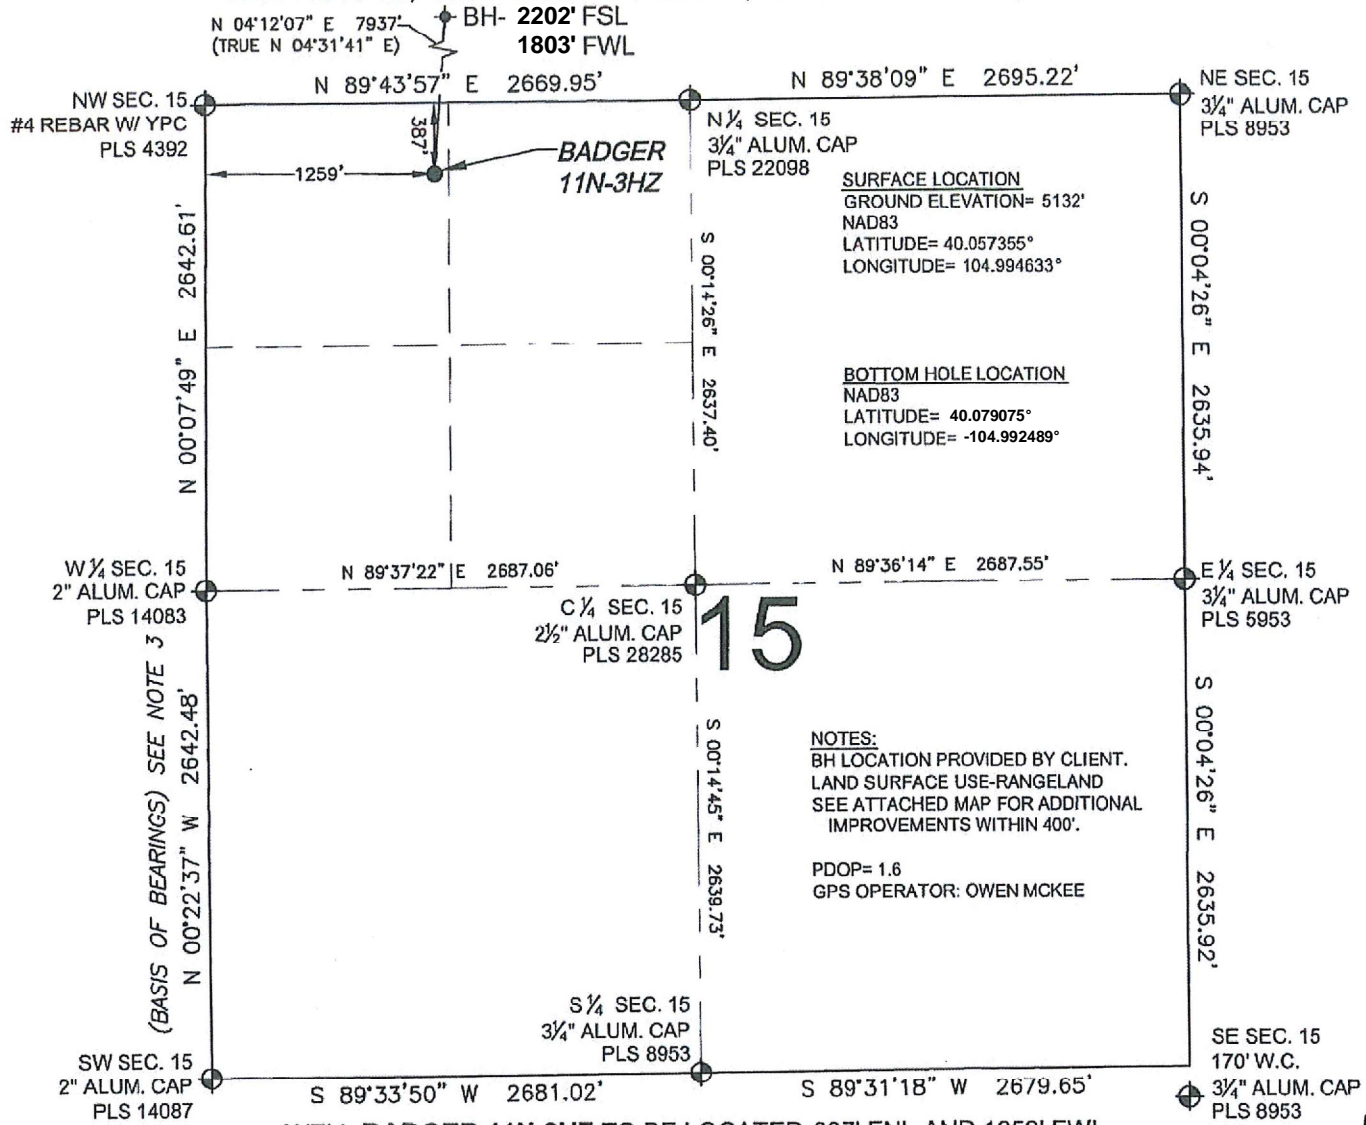 N 04°12'07" E 7937'
(TRUE N 04°31'41" E)
BH- 2202' FSL
1803' FWL
N 89°43'57" E 2669.95'
N 89°38'09" E 2695.22'
NW SEC. 15
#4 REBAR W/ YPC
PLS 4392
NE SEC. 15
3¼" ALUM. CAP
PLS 8953
N ¼ SEC. 15
3¼" ALUM. CAP
PLS 22098
387'
1259'
BADGER
11N-3HZ
SURFACE LOCATION
GROUND ELEVATION= 5132'
NAD83
LATITUDE= 40.057355°
LONGITUDE= 104.994633°
N 00°07'49" E 2642.61'
S 00°14'26" E 2637.40'
S 00°04'26" E 2635.94'
BOTTOM HOLE LOCATION
NAD83
LATITUDE= 40.079075°
LONGITUDE= -104.992489°
W ¼ SEC. 15
2" ALUM. CAP
PLS 14083
N 89°37'22" E 2687.06'
N 89°36'14" E 2687.55'
E ¼ SEC. 15
3¼" ALUM. CAP
PLS 5953
C ¼ SEC. 15
2½" ALUM. CAP
PLS 28285
15
(BASIS OF BEARINGS) SEE NOTE 3
N 00°22'37" W 2642.48'
S 00°14'45" E 2639.73'
S 00°04'26" E 2635.92'
NOTES:
BH LOCATION PROVIDED BY CLIENT.
LAND SURFACE USE-RANGELAND
SEE ATTACHED MAP FOR ADDITIONAL
IMPROVEMENTS WITHIN 400'.
PDOP= 1.6
GPS OPERATOR: OWEN MCKEE
S ¼ SEC. 15
3¼" ALUM. CAP
PLS 8953
SW SEC. 15
2" ALUM. CAP
PLS 14087
S 89°33'50" W 2681.02'
S 89°31'18" W 2679.65'
SE SEC. 15
170' W.C.
3¼" ALUM. CAP
PLS 8953